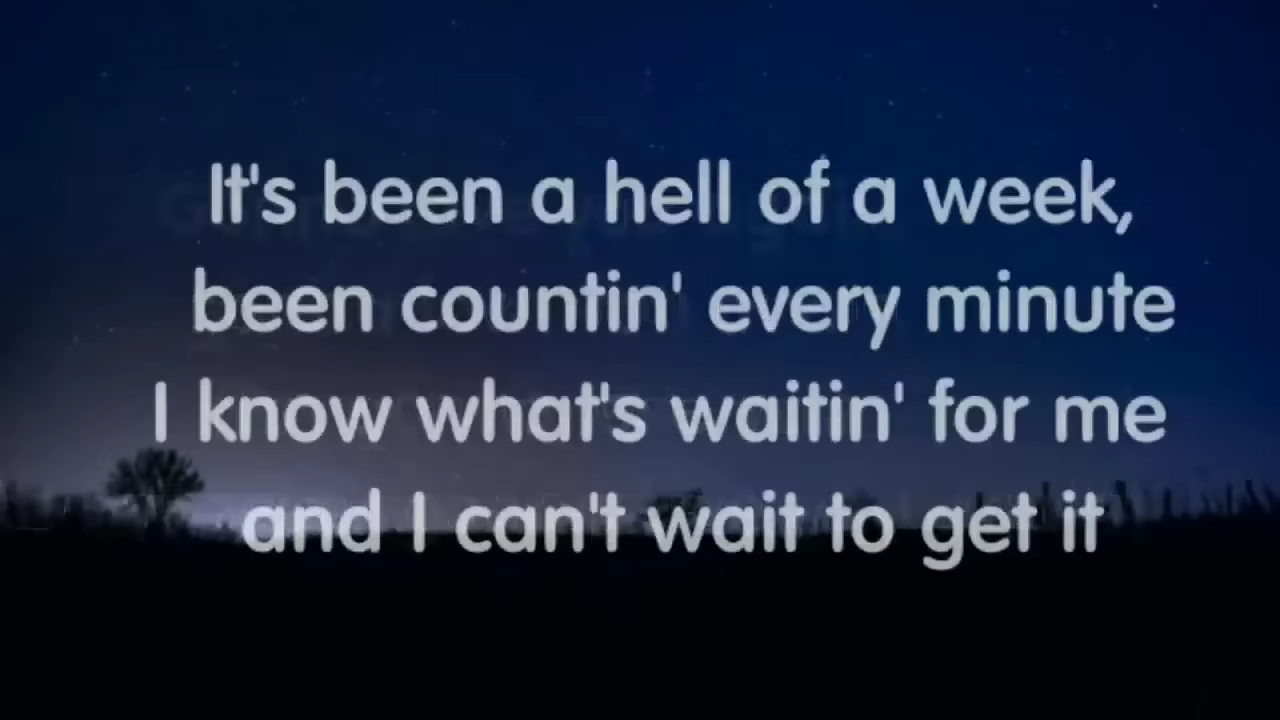 It's been a hell of a week,
been countin' every minute
I know what's waitin' for me
and I can't wait to get it